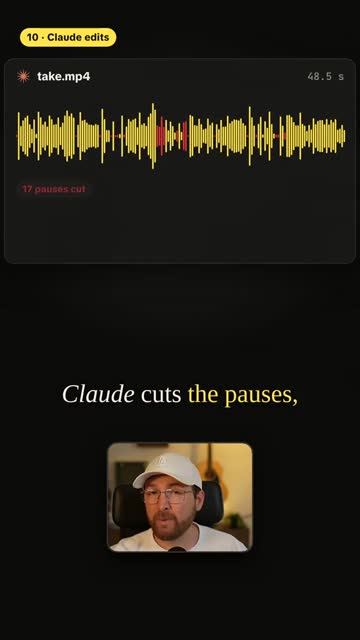 10 · Claude edits
take.mp4
48.5 s
17 pauses cut
Claude cuts the pauses,